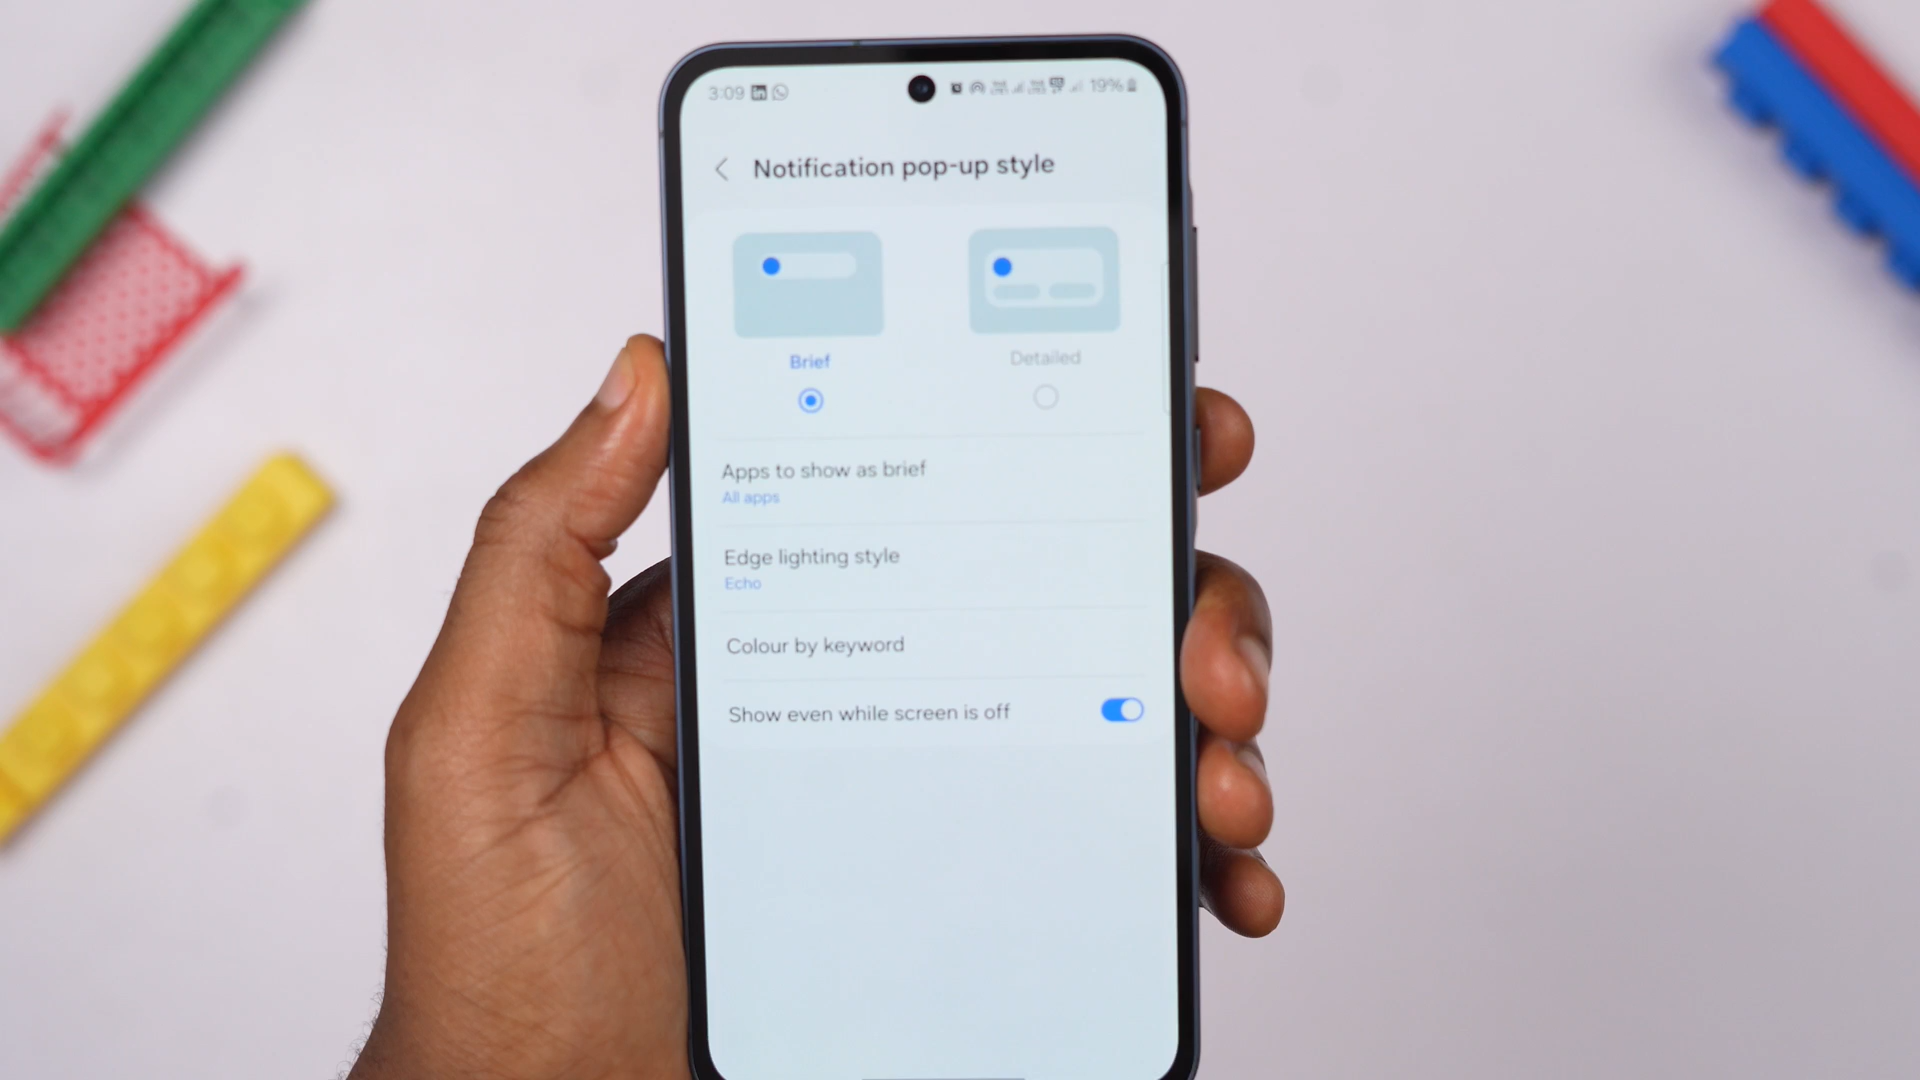 3:09
19%
Notification pop-up style
Brief
Detailed
Apps to show as brief
All apps
Edge lighting style
Echo
Colour by keyword
Show even while screen is off